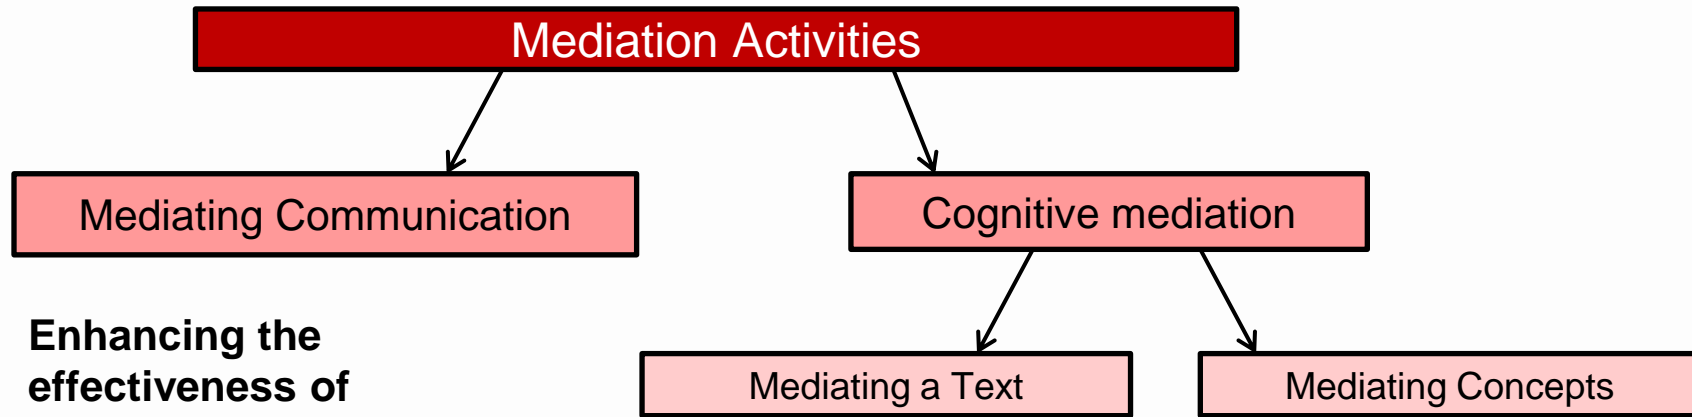 Mediation Activities
Mediating Communication
Cognitive mediation
Enhancing the
effectiveness of
Mediating a Text
Mediating Concepts